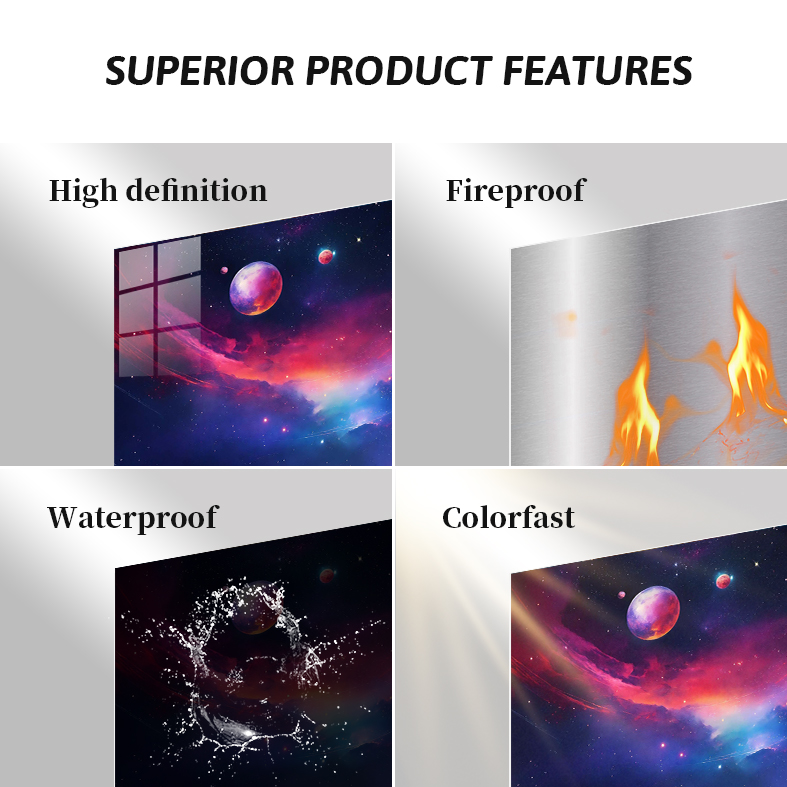 SUPERIOR PRODUCT FEATURES
High definition
Fireproof
Waterproof
Colorfast